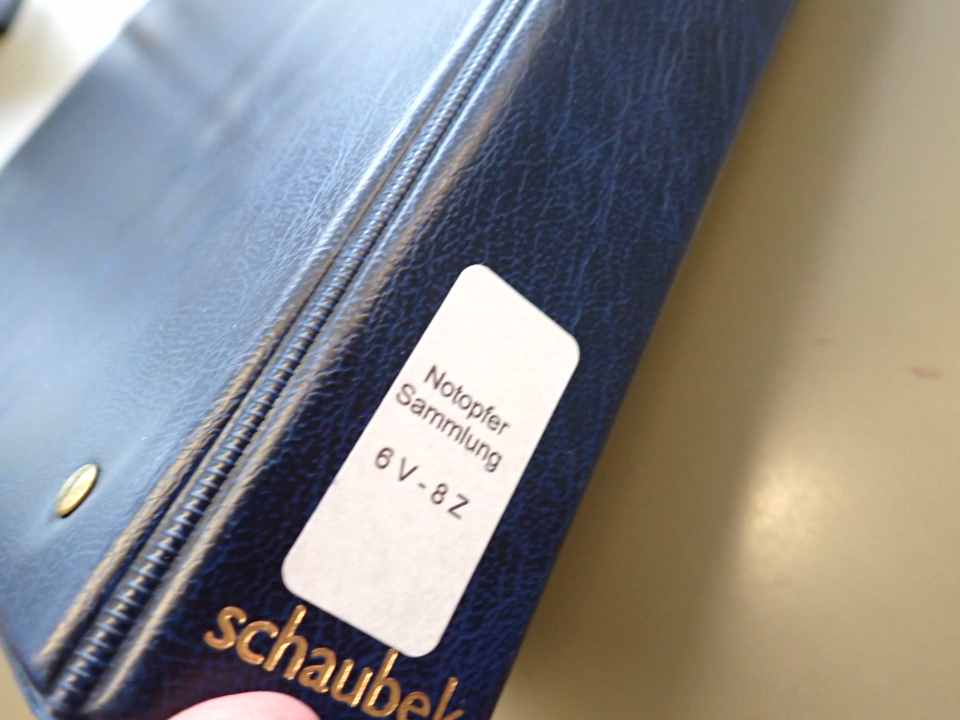 Notopfer
Sammlung
6 V - 8 Z
schaubek